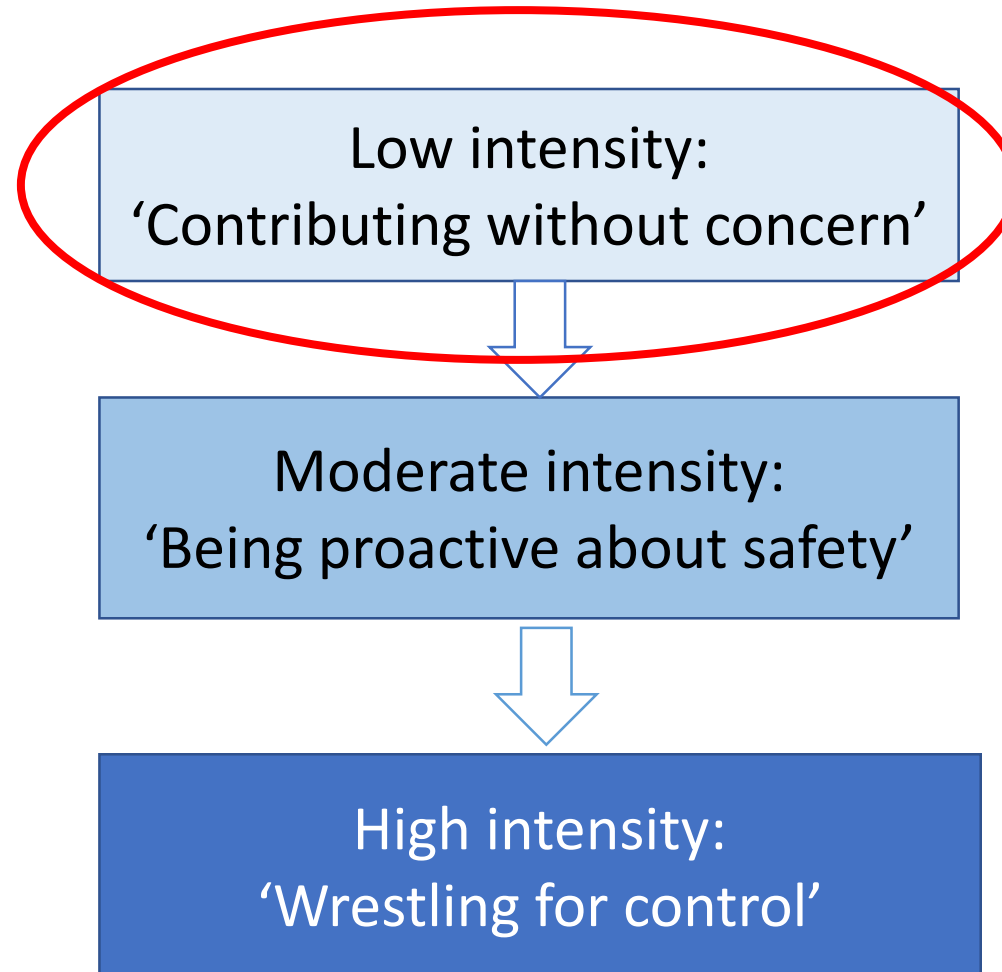 Low intensity:
‘Contributing without concern’
Moderate intensity:
‘Being proactive about safety’
High intensity:
‘Wrestling for control’